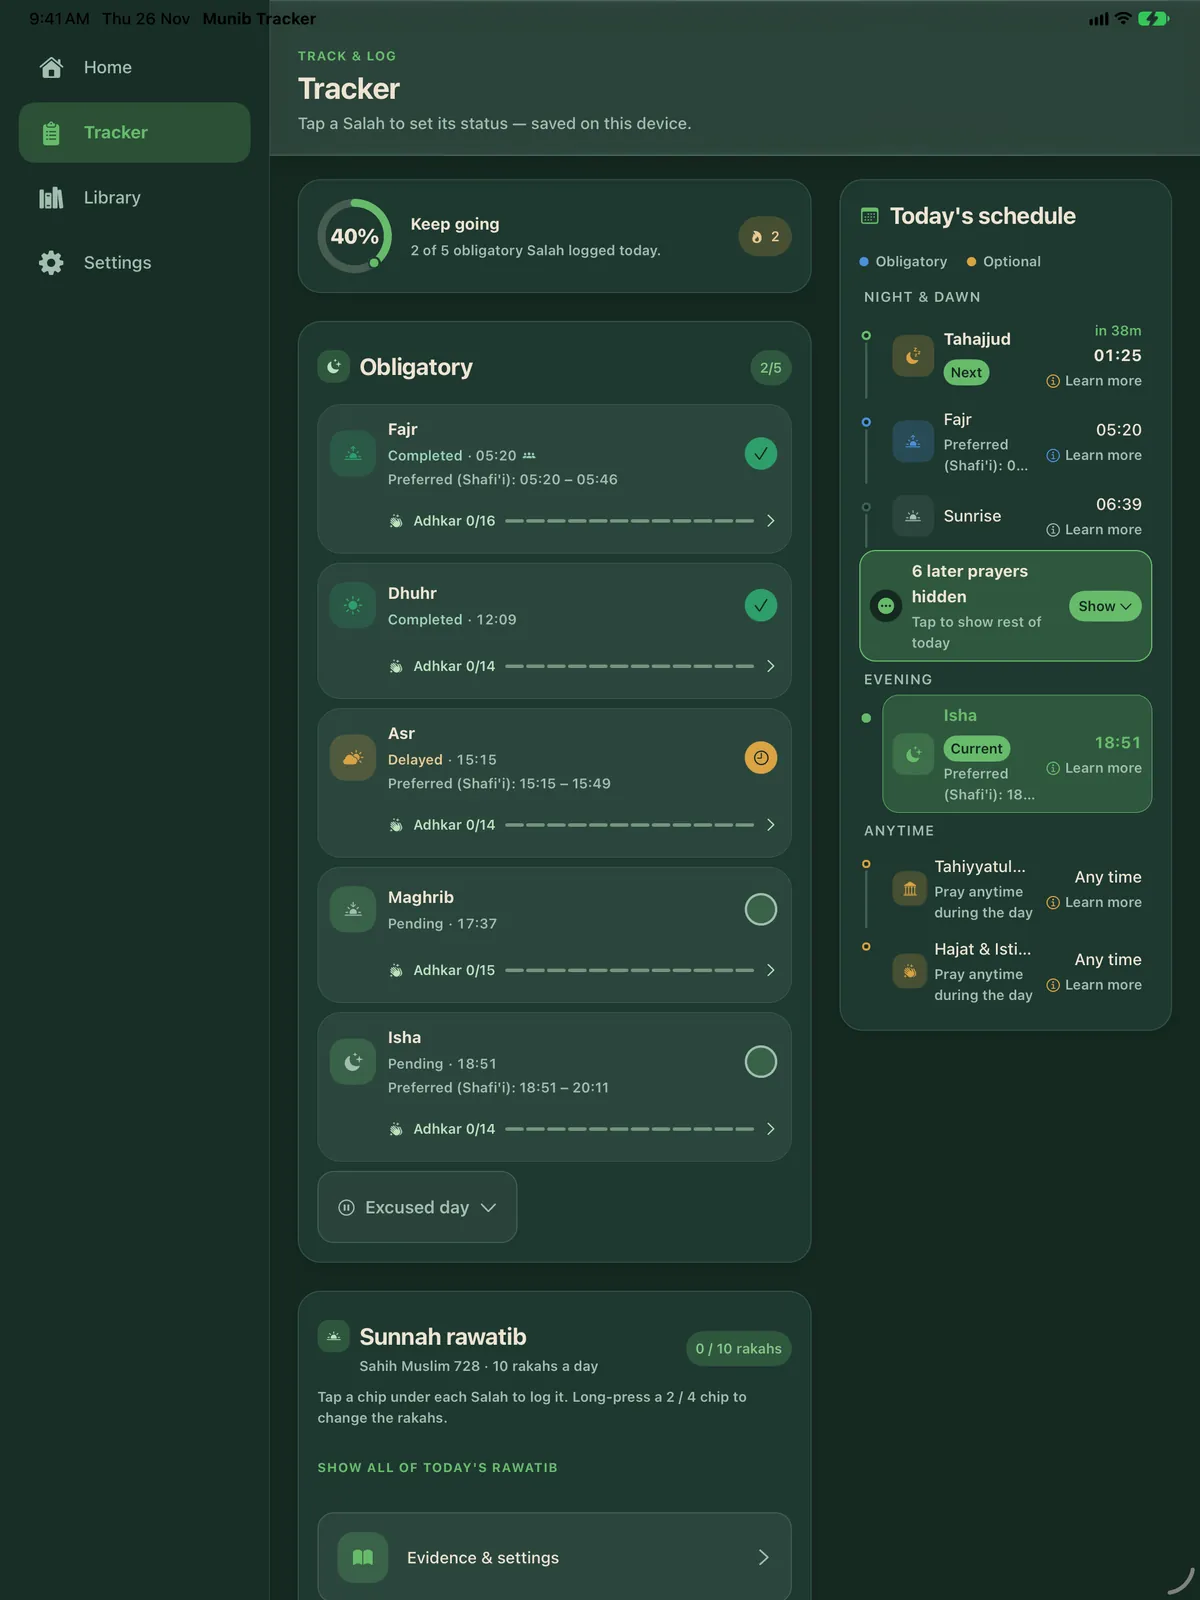 9:41 AM Thu 26 Nov Munib Tracker
Home
Tracker
Library
Settings
TRACK & LOG
Tracker
Tap a Salah to set its status — saved on this device.
40%
Keep going
2 of 5 obligatory Salah logged today.
2
Obligatory
2/5
Fajr
Completed · 05:20
Preferred (Shafi'i): 05:20 – 05:46
Adhkar 0/16
Dhuhr
Completed · 12:09
Adhkar 0/14
Asr
Delayed · 15:15
Preferred (Shafi'i): 15:15 – 15:49
Adhkar 0/14
Maghrib
Pending · 17:37
Adhkar 0/15
Isha
Pending · 18:51
Preferred (Shafi'i): 18:51 – 20:11
Adhkar 0/14
Excused day
Sunnah rawatib
Sahih Muslim 728 · 10 rakahs a day
0 / 10 rakahs
Tap a chip under each Salah to log it. Long-press a 2 / 4 chip to
change the rakahs.
SHOW ALL OF TODAY'S RAWATIB
Evidence & settings
Today's schedule
Obligatory
Optional
NIGHT & DAWN
Tahajjud
Next
in 38m
01:25
Learn more
Fajr
Preferred
(Shafi'i): 0...
05:20
Learn more
Sunrise
06:39
Learn more
6 later prayers
hidden
Tap to show rest of
today
Show
EVENING
Isha
Current
Preferred
(Shafi'i): 18...
18:51
Learn more
ANYTIME
Tahiyyatul...
Pray anytime
during the day
Any time
Learn more
Hajat & Isti...
Pray anytime
during the day
Any time
Learn more